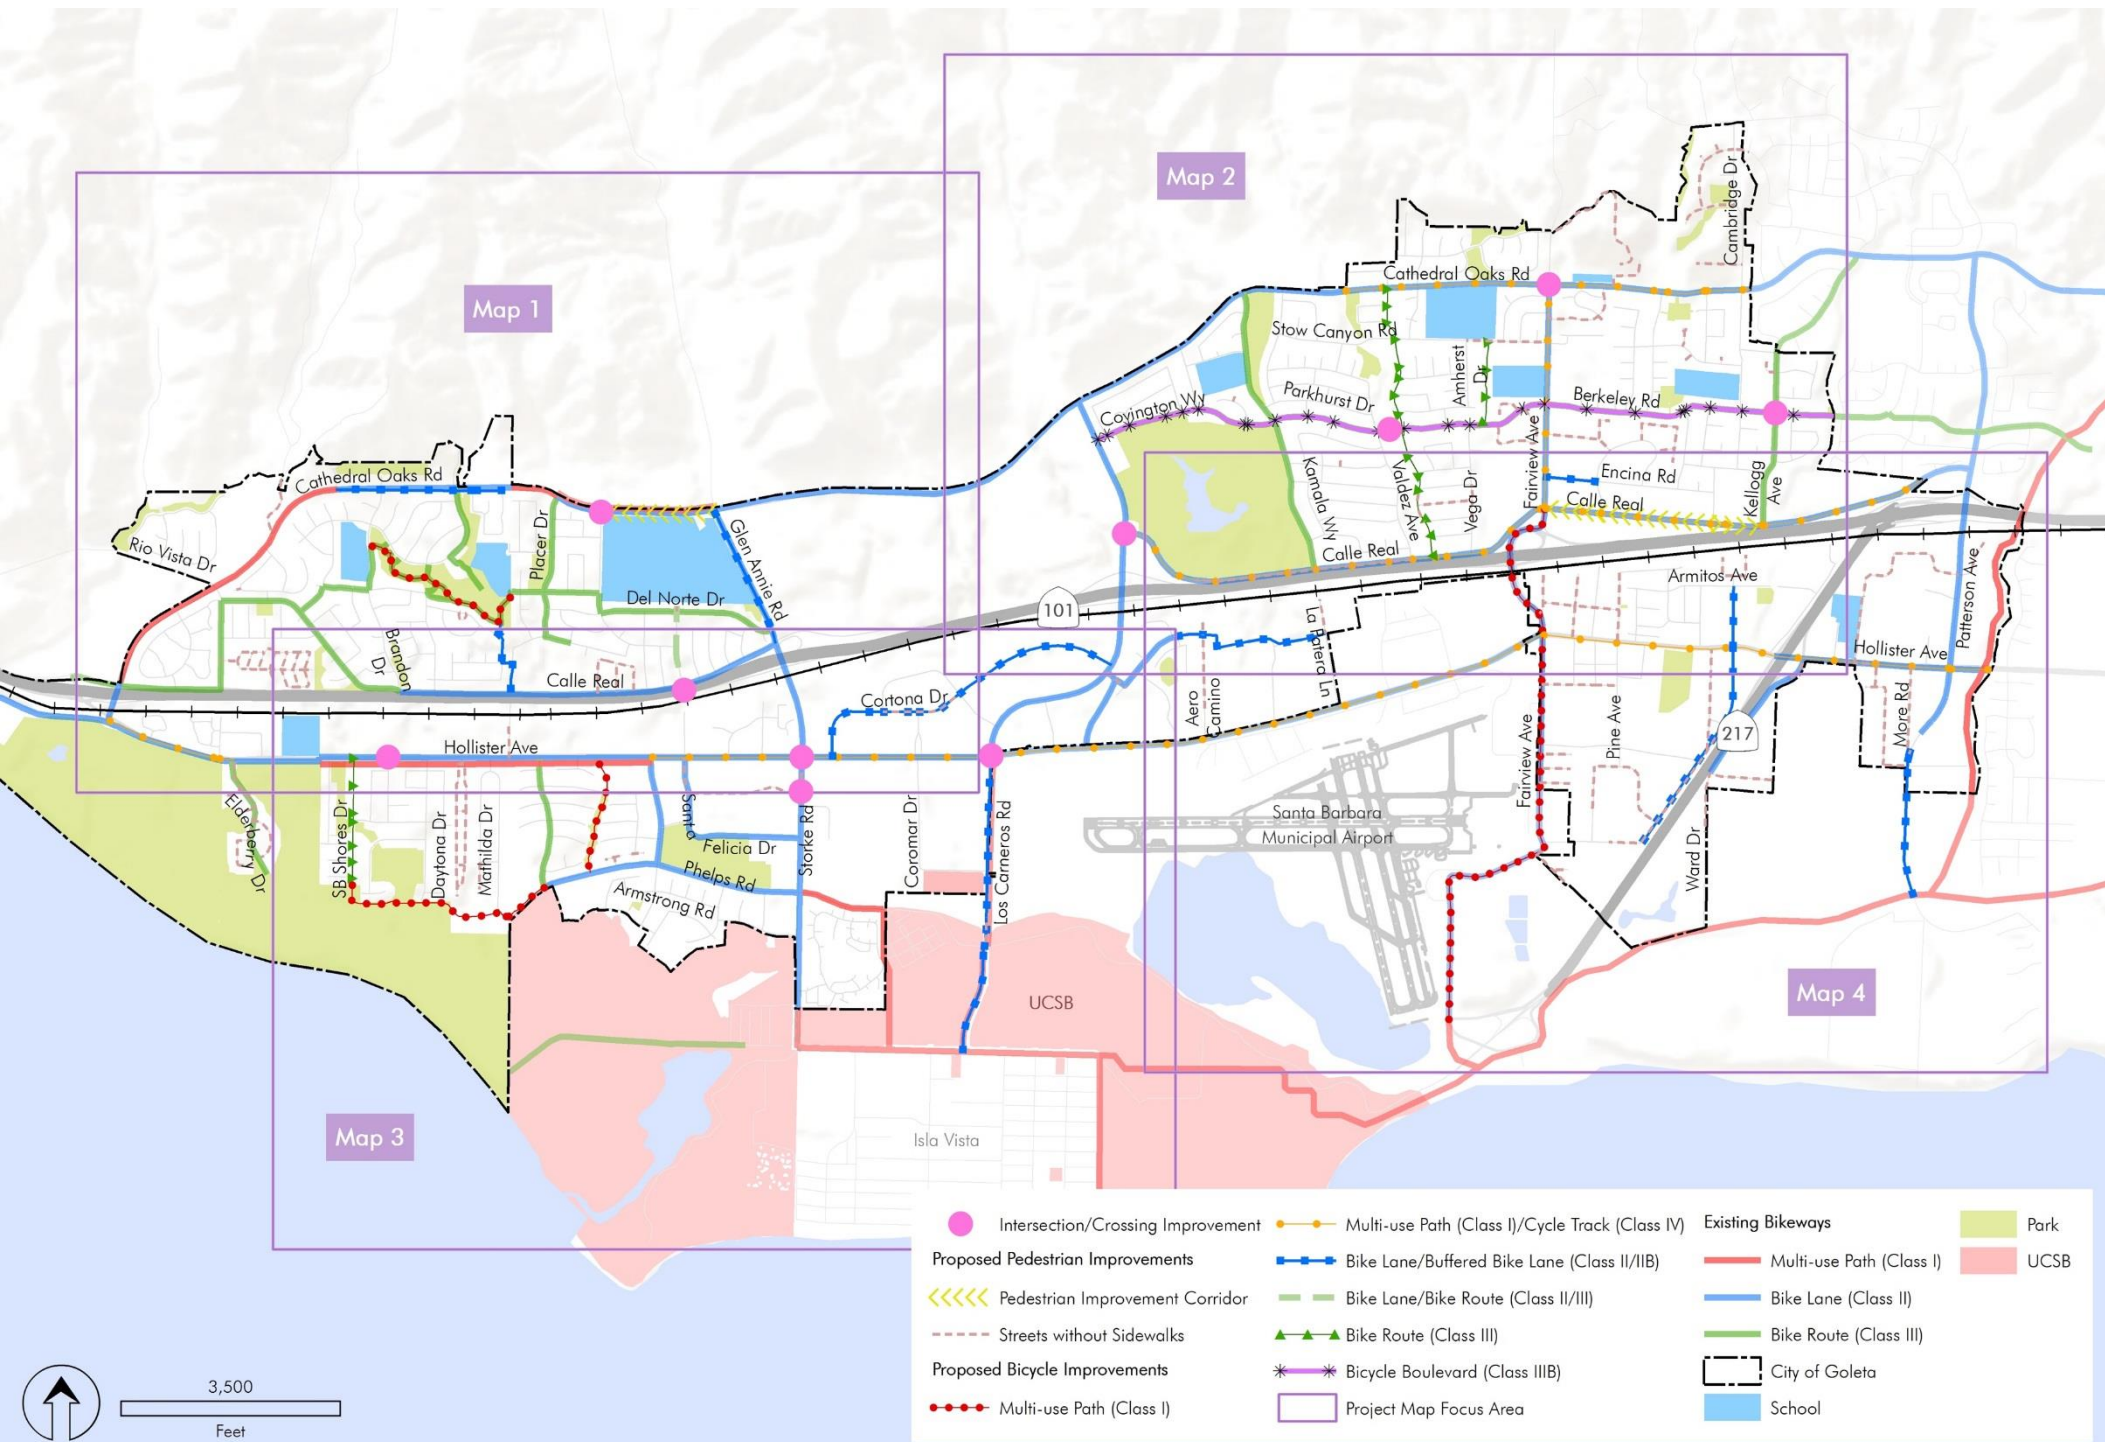 Map 2
Cambridge Dr
Map 1
Cathedral Oaks Rd
Stow Canyon Rd
Amherst
Dr
Parkhurst Dr
Berkeley Rd
Covington Wy
Fairview Ave
Cathedral Oaks Rd
Encina Rd
Kellogg
Ave
Calle Real
Kamala Wy
Valdez Ave
Vega Dr
Placer Dr
Glen Annie Rd
Rio Vista Dr
Calle Real
Armitos Ave
Patterson Ave
Del Norte Dr
101
La Patera Ln
Brandon
Dr
Hollister Ave
Calle Real
Cortona Dr
Aero
Camino
Pine Ave
More Rd
217
Hollister Ave
Fairview Ave
Elderberry
Dr
SB Shores Dr
Daytona Dr
Mathilda Dr
Santa
Felicia Dr
Storke Rd
Coromar Dr
Los Carneros Rd
Santa Barbara
Municipal Airport
Ward Dr
Phelps Rd
Armstrong Rd
UCSB
Map 4
Map 3
Isla Vista
Intersection/Crossing Improvement
Proposed Pedestrian Improvements
Pedestrian Improvement Corridor
Streets without Sidewalks
Proposed Bicycle Improvements
Multi-use Path (Class I)
Multi-use Path (Class I)/Cycle Track (Class IV)
Bike Lane/Buffered Bike Lane (Class II/IIB)
Bike Lane/Bike Route (Class II/III)
Bike Route (Class III)
Bicycle Boulevard (Class IIIB)
Project Map Focus Area
Existing Bikeways
Multi-use Path (Class I)
Bike Lane (Class II)
Bike Route (Class III)
City of Goleta
School
Park
UCSB
3,500
Feet